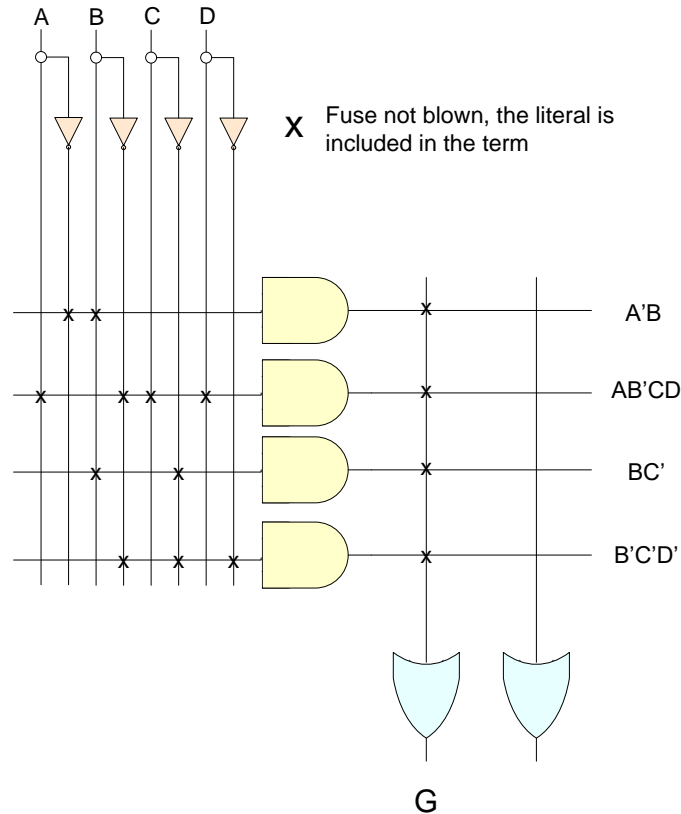 A B C D
X Fuse not blown, the literal is
included in the term
x x x A’B
x x x x x AB’CD
x x x BC’
x x x x B’C’D’
G